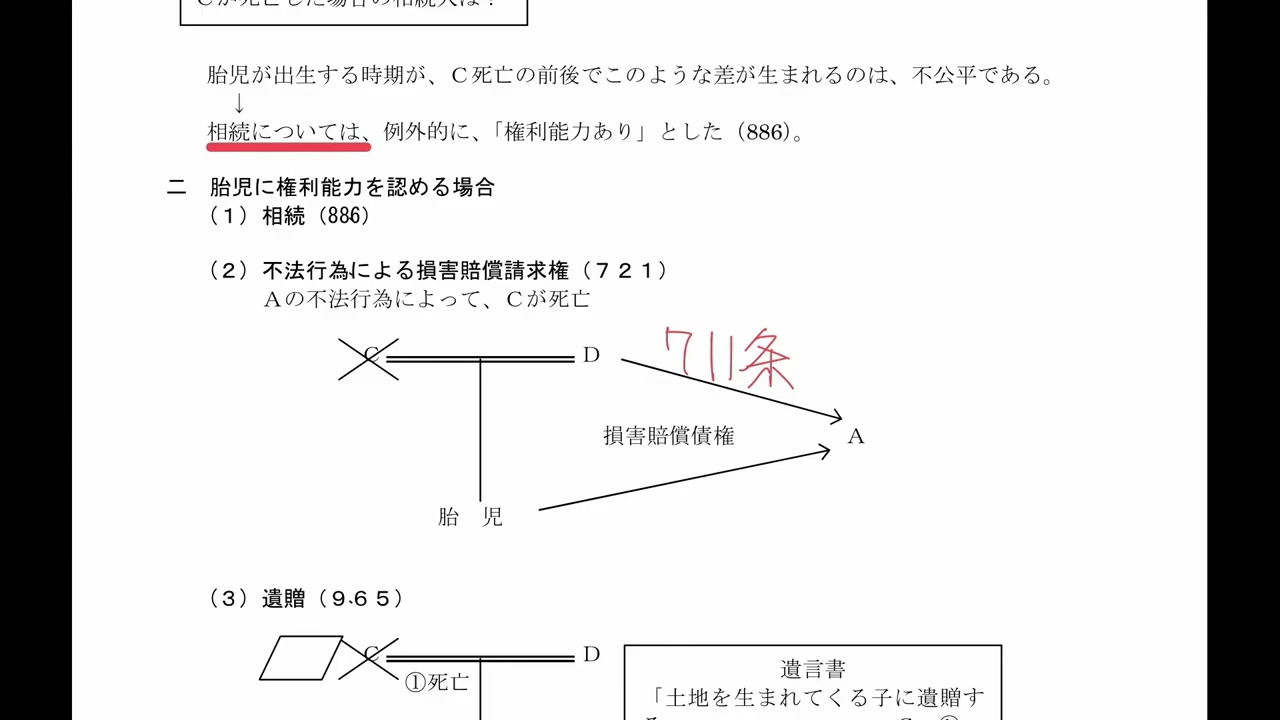 胎児が出生する時期が、Ｃ死亡の前後でこのような差が生まれるのは、不公平である。
↓
相続については、例外的に、「権利能力あり」とした（886）。
二　胎児に権利能力を認める場合
（１）相続（886）
（２）不法行為による損害賠償請求権（７２１）
Ａの不法行為によって、Ｃが死亡
711条
Ｃ　Ｄ
損害賠償債権　Ａ
胎　児
（３）遺贈（９６５）
Ｃ　Ｄ
①死亡
遺言書
「土地を生まれてくる子に遺贈す